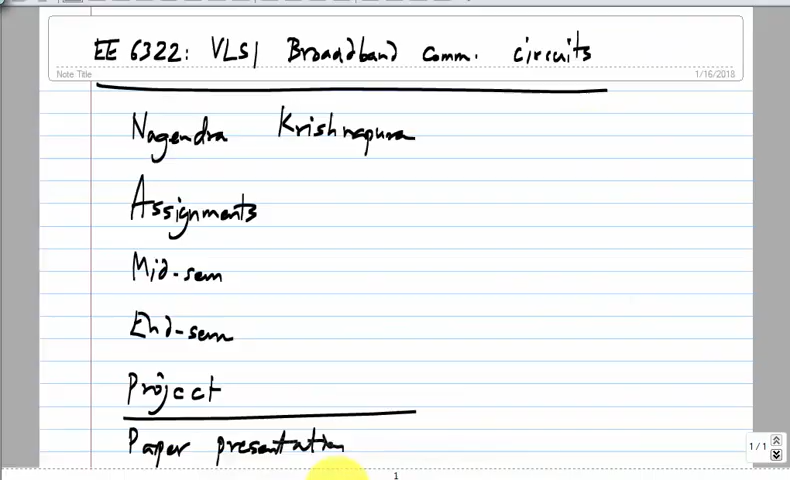 EE 6322: VLSI Broadband comm. circuits
Note Title
1/16/2018
Nagendra Krishnapura
Assignments
Mid-sem
End-sem
Project
Paper presentation
1/1
1